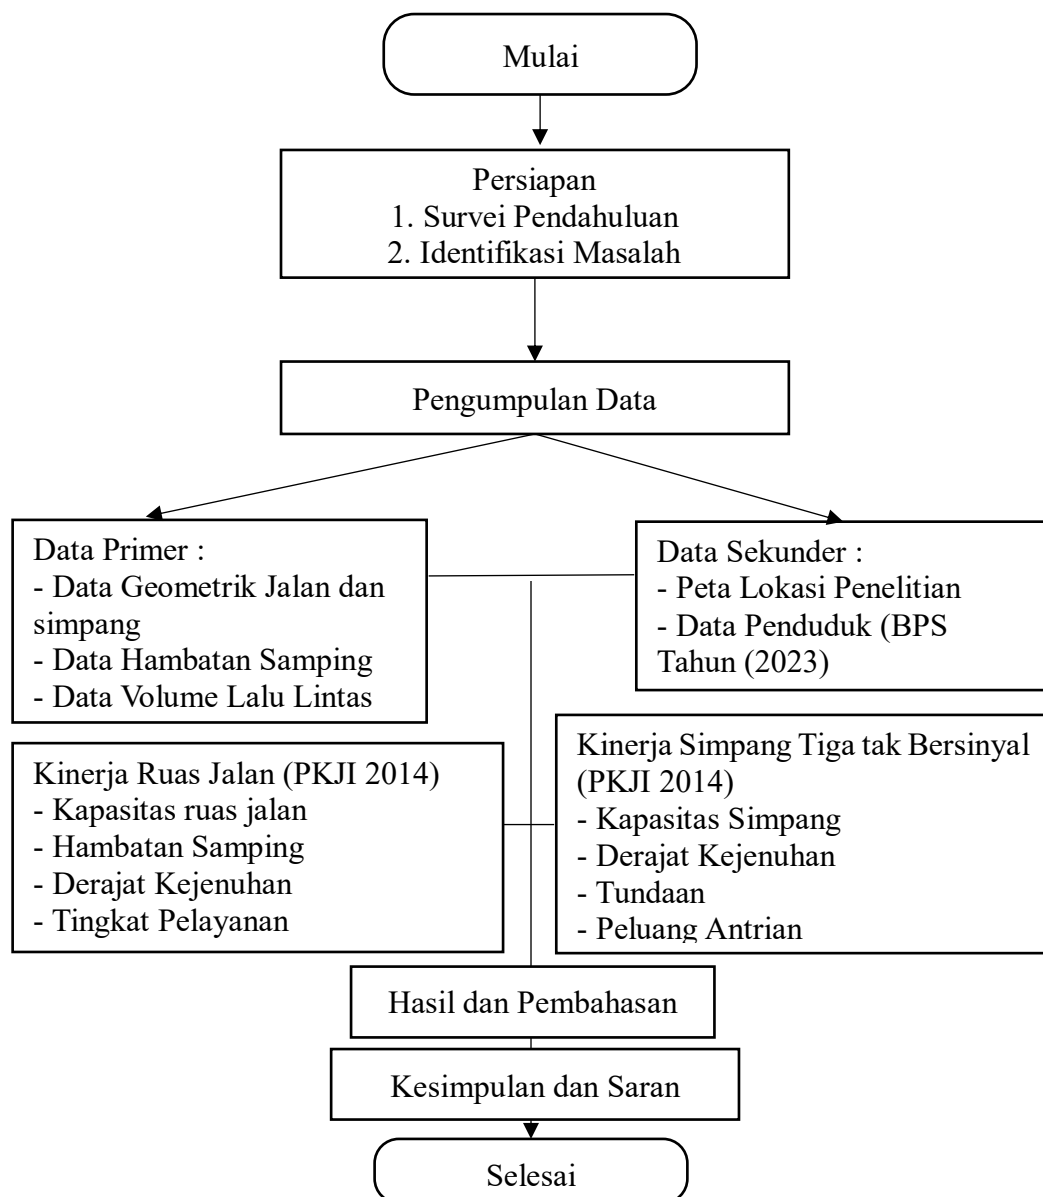 Mulai
Persiapan
1. Survei Pendahuluan
2. Identifikasi Masalah
Pengumpulan Data
Data Primer :
- Data Geometrik Jalan dan
simpang
- Data Hambatan Samping
- Data Volume Lalu Lintas
Data Sekunder :
- Peta Lokasi Penelitian
- Data Penduduk (BPS
Tahun (2023)
Kinerja Ruas Jalan (PKJI 2014)
- Kapasitas ruas jalan
- Hambatan Samping
- Derajat Kejenuhan
- Tingkat Pelayanan
Kinerja Simpang Tiga tak Bersinyal
(PKJI 2014)
- Kapasitas Simpang
- Derajat Kejenuhan
- Tundaan
- Peluang Antrian
Hasil dan Pembahasan
Kesimpulan dan Saran
Selesai